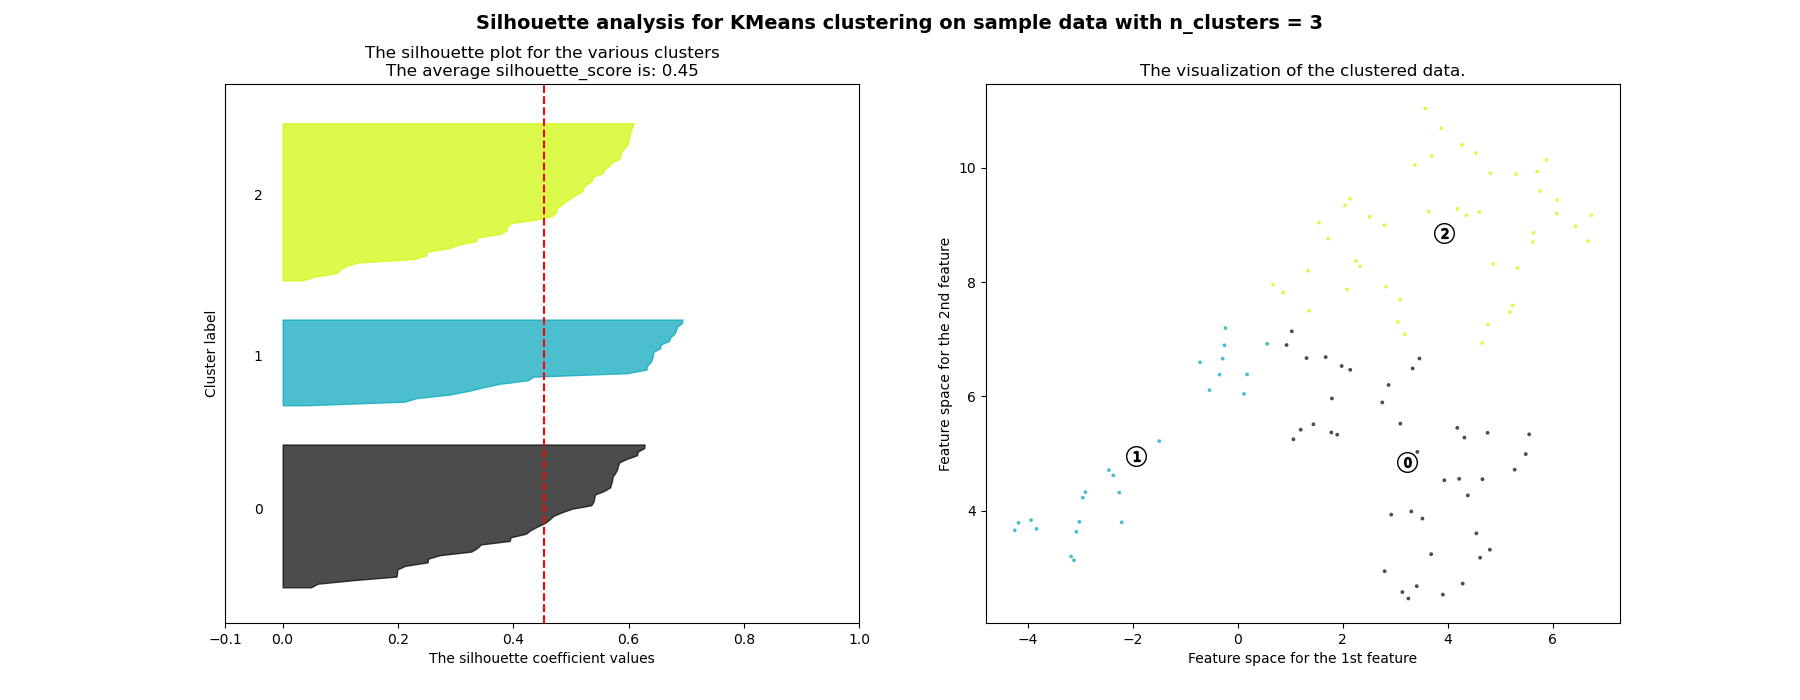 Silhouette analysis for KMeans clustering on sample data with n_clusters = 3
The silhouette plot for the various clusters
The average silhouette_score is: 0.45
Cluster label
2
1
0
−0.1 0.0 0.2 0.4 0.6 0.8 1.0
The silhouette coefficient values
The visualization of the clustered data.
Feature space for the 2nd feature
10
8
6
4
2
1
0
−4 −2 0 2 4 6
Feature space for the 1st feature